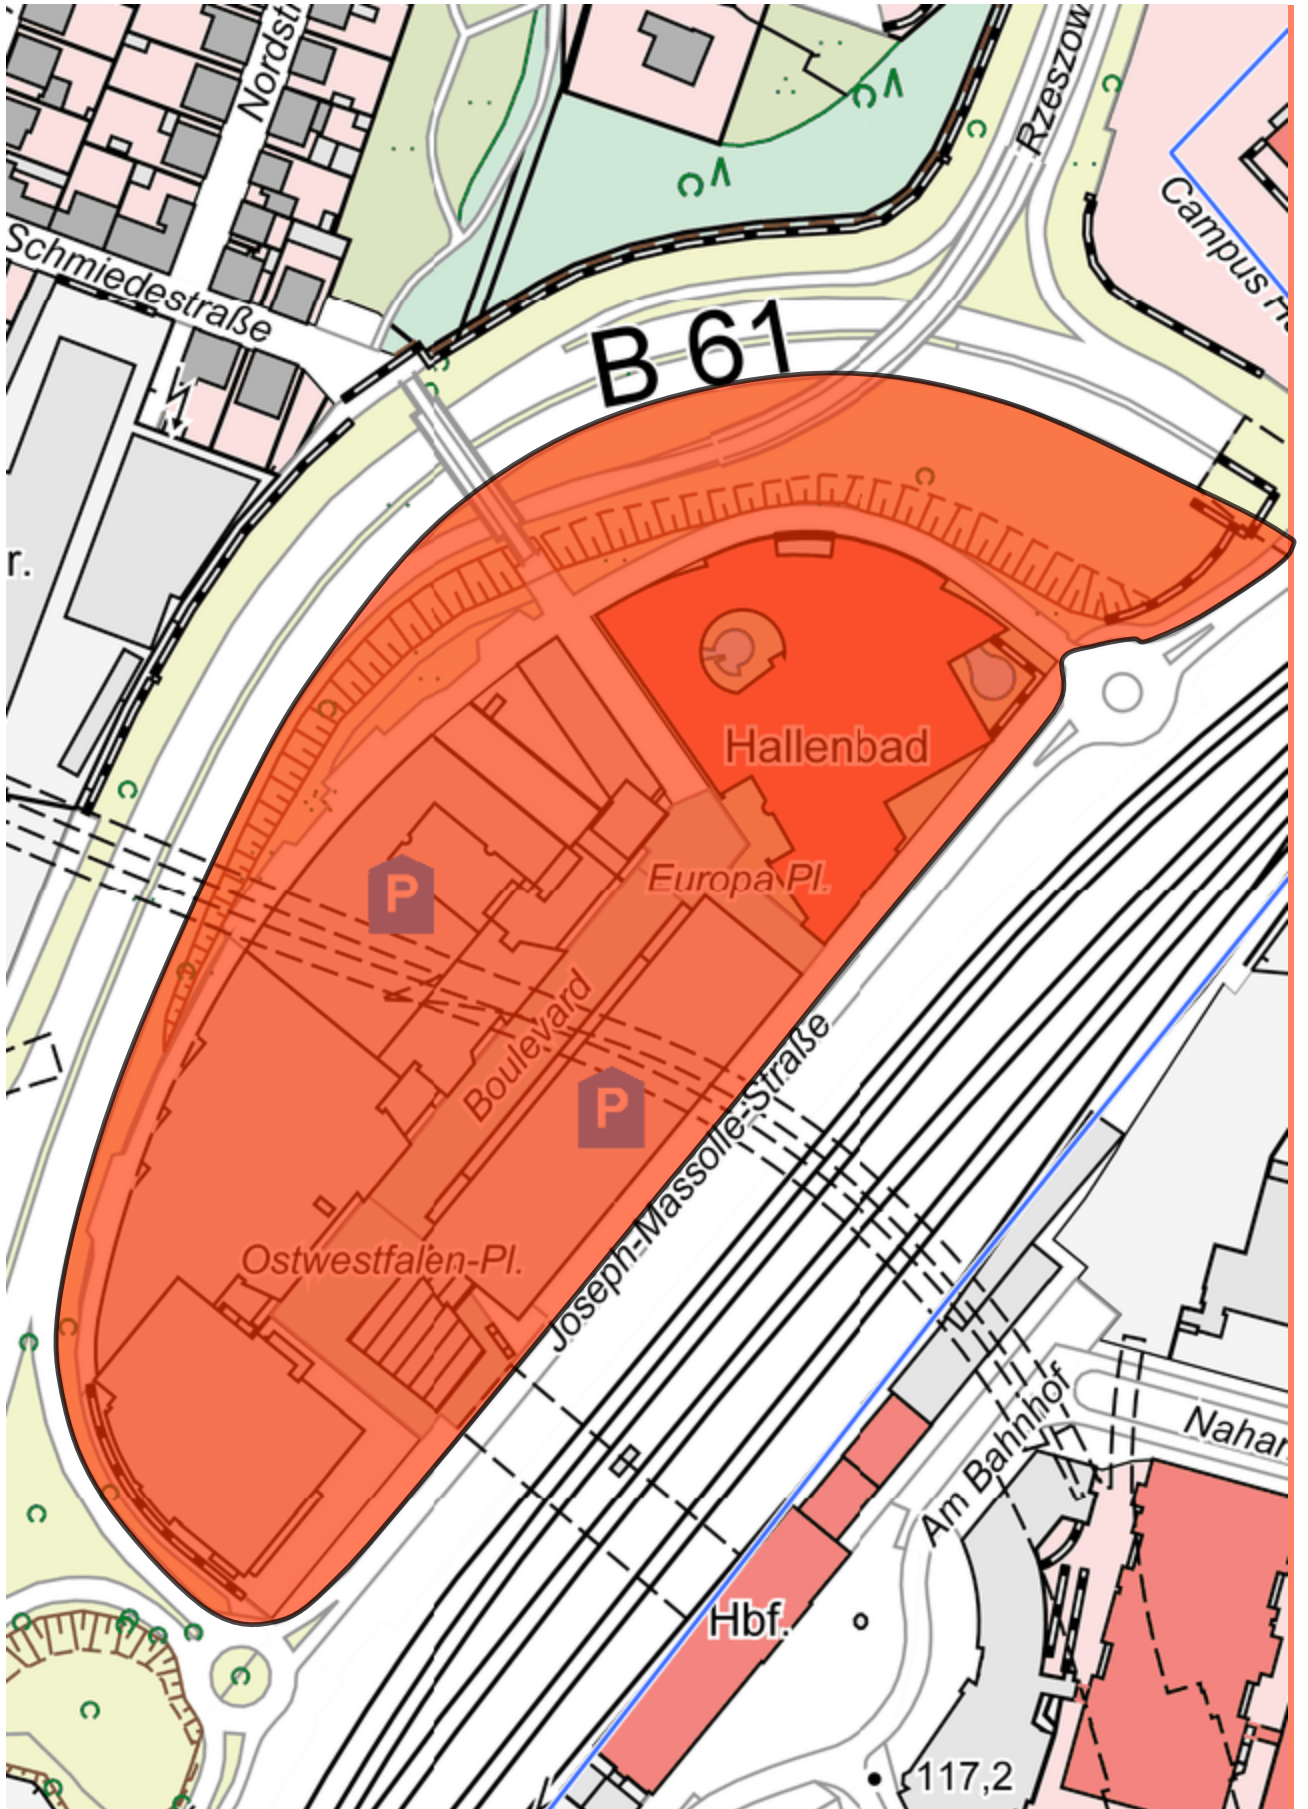 Nordstr
Rzeszow
Campus H
Schmiedestraße
B 61
r.
Hallenbad
Europa Pl.
P
Boulevard
P
Joseph-Massolle-Straße
Ostwestfalen-Pl.
Am Bahnhof
Nahar
Hbf.
117,2